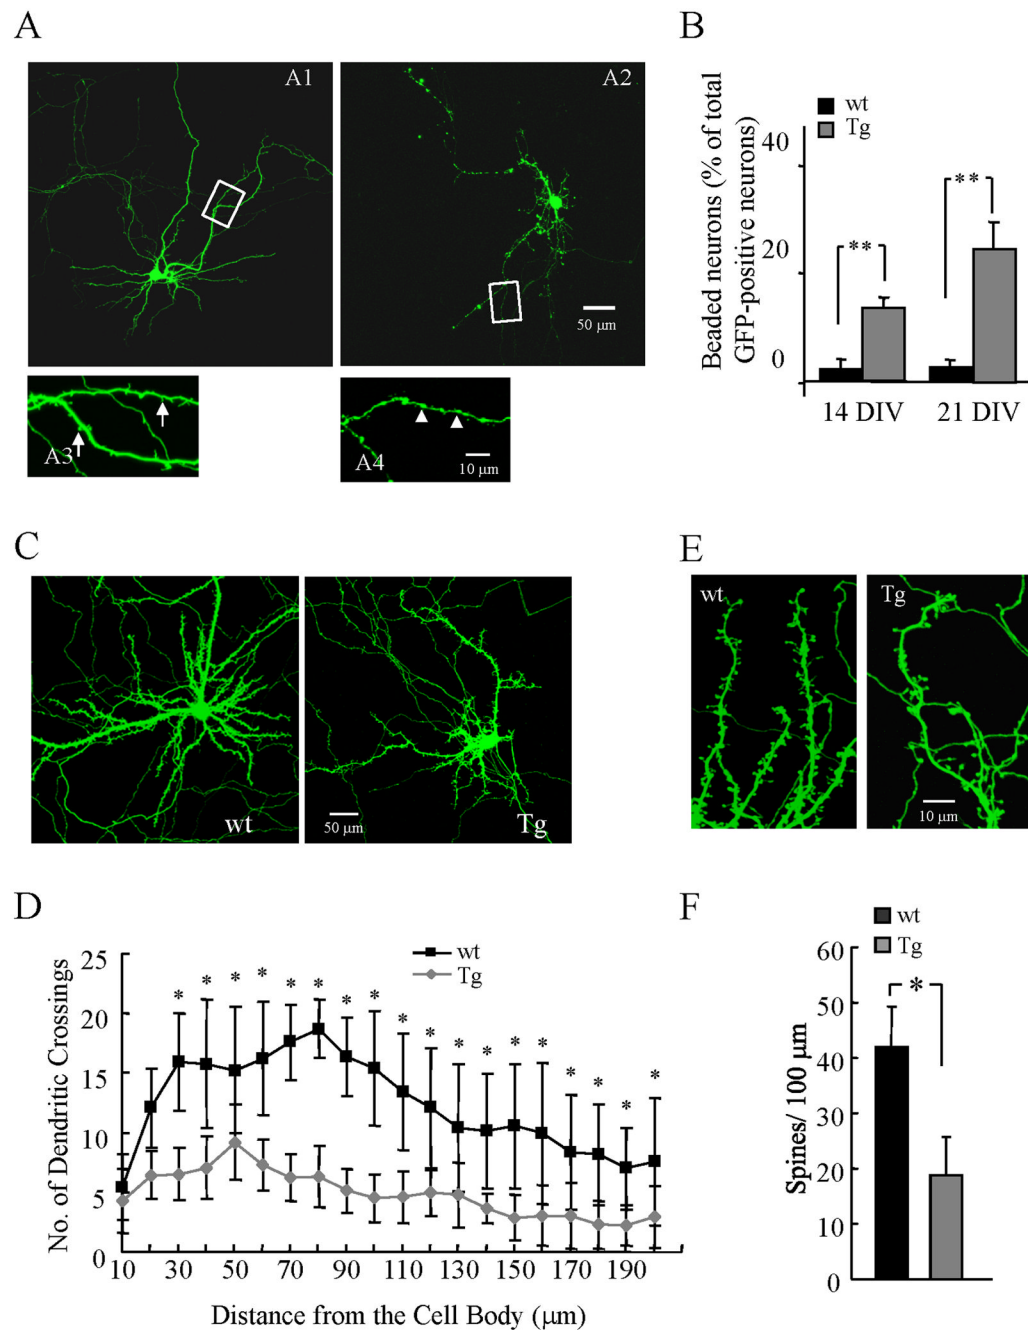 A
A1
A2
50 µm
A3
A4
10 µm
B
wt
Tg
Beaded neurons (% of total
GFP-positive neurons)
40
20
0
**
**
14 DIV
21 DIV
C
wt
50 µm
Tg
E
wt
Tg
10 µm
D
wt
Tg
No. of Dendritic Crossings
25
20
15
10
5
0
* * * * * * * * * * * * * * * * * *
10 30 50 70 90 110 130 150 170 190
Distance from the Cell Body (µm)
F
wt
Tg
Spines/ 100 µm
60
50
40
30
20
10
0
*